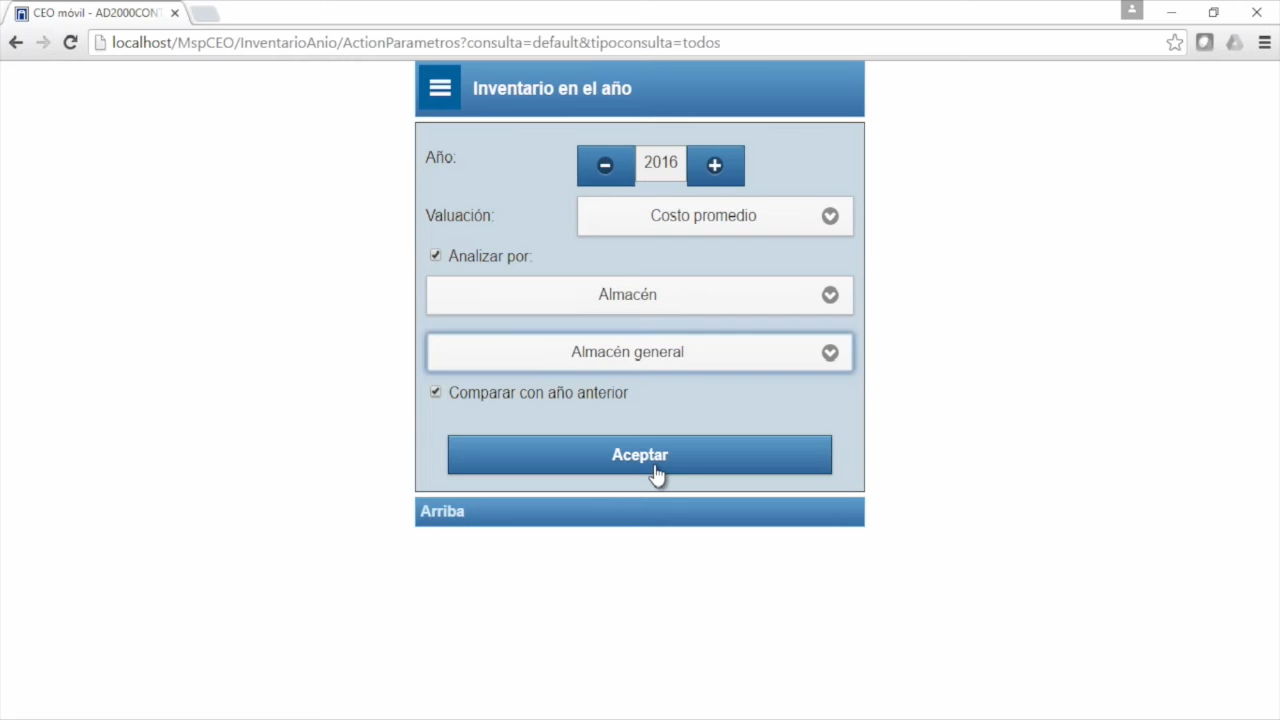 CEO móvil - AD2000CONT
localhost/MspCEO/InventarioAnio/ActionParametros?consulta=default&tipoconsulta=todos
Inventario en el año
Año:
2016
Valuación:
Costo promedio
Analizar por:
Almacén
Almacén general
Comparar con año anterior
Aceptar
Arriba